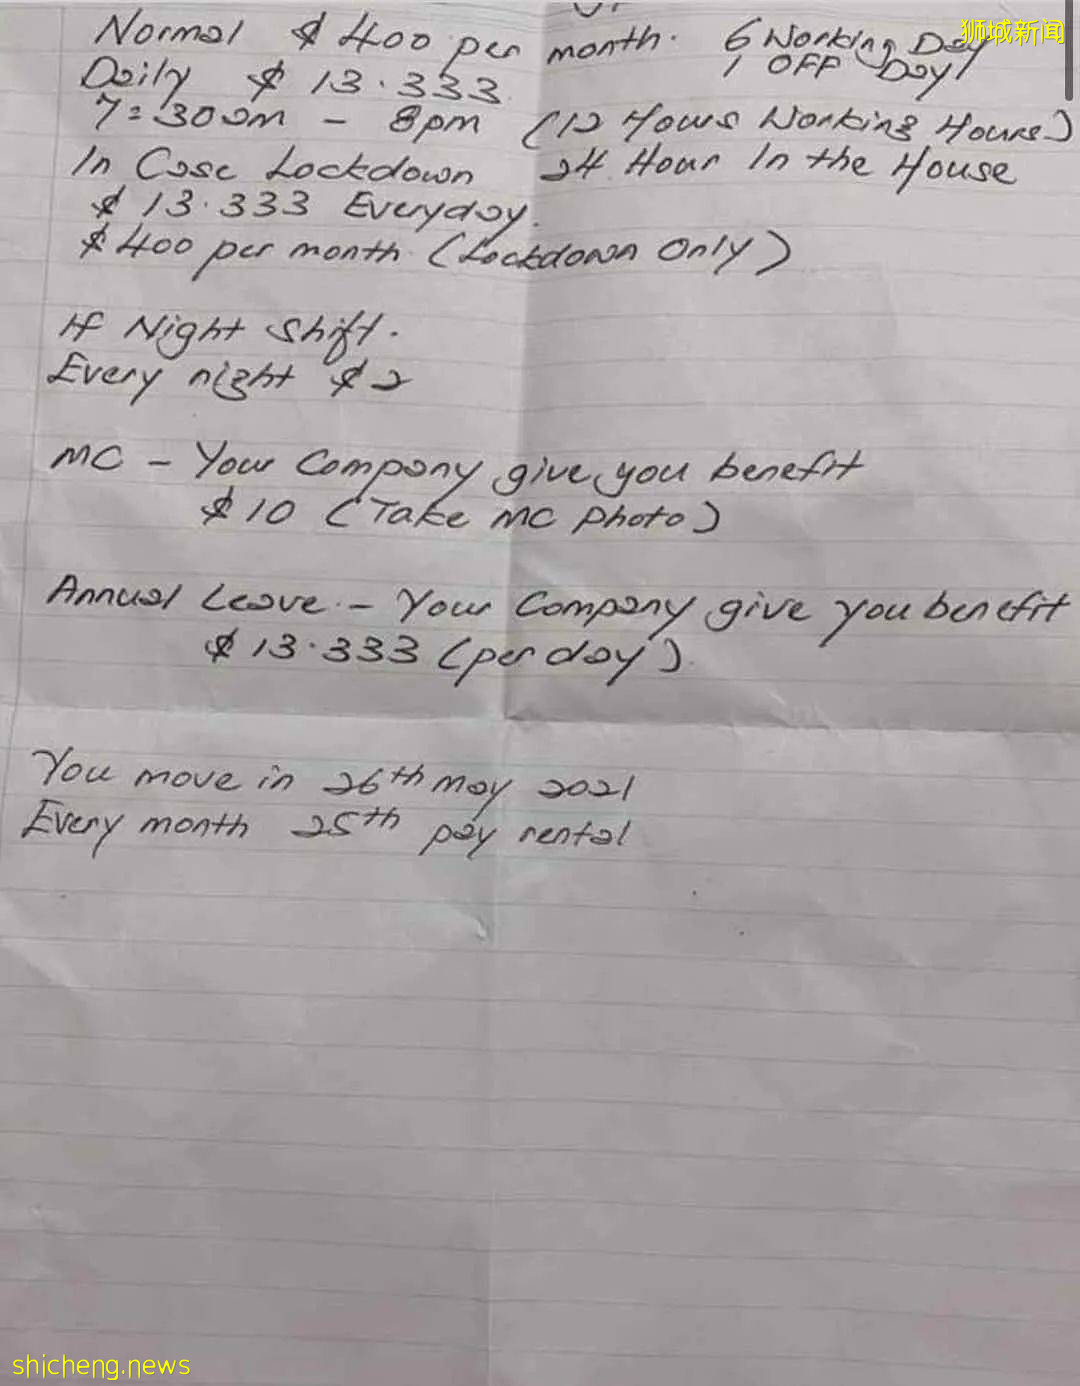 狮城新闻
Normal $400 per month. 6 Working Day
1 OFF Day
Daily $13.333
7:30am - 8pm (12 Hours Working Hours)
In Case Lockdown 24 Hour In the House
$13.333 Everyday.
$400 per month (Lockdown Only)
If Night Shift.
Every night $2
MC - Your Company give you benefit
$10 (Take MC Photo)
Annual Leave - Your Company give you benefit
$13.333 (per day).
You move in 26th May 2021
Every month 25th pay rental
shicheng.news